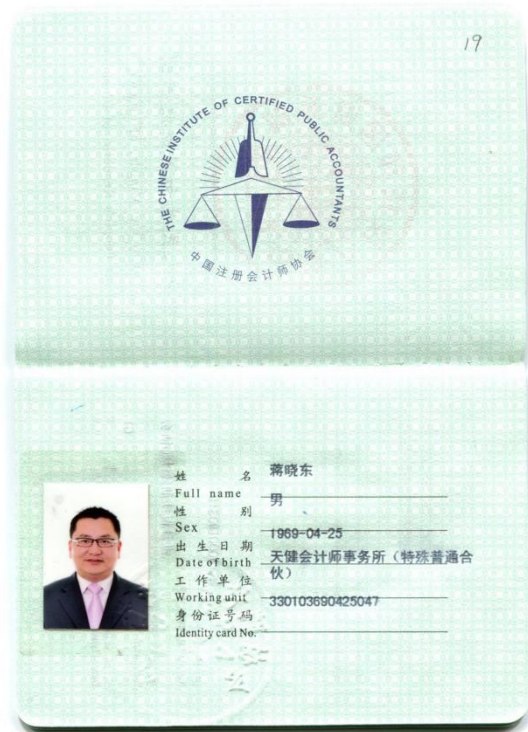 19
THE CHINESE INSTITUTE OF CERTIFIED PUBLIC ACCOUNTANTS
中国注册会计师协会
姓 名 蒋晓东
Full name
性 别 男
Sex
出生日期 1969-04-25
Date of birth
工作单位 天健会计师事务所（特殊普通合
伙）
Working unit
身份证号码 330103690425047
Identity card No.